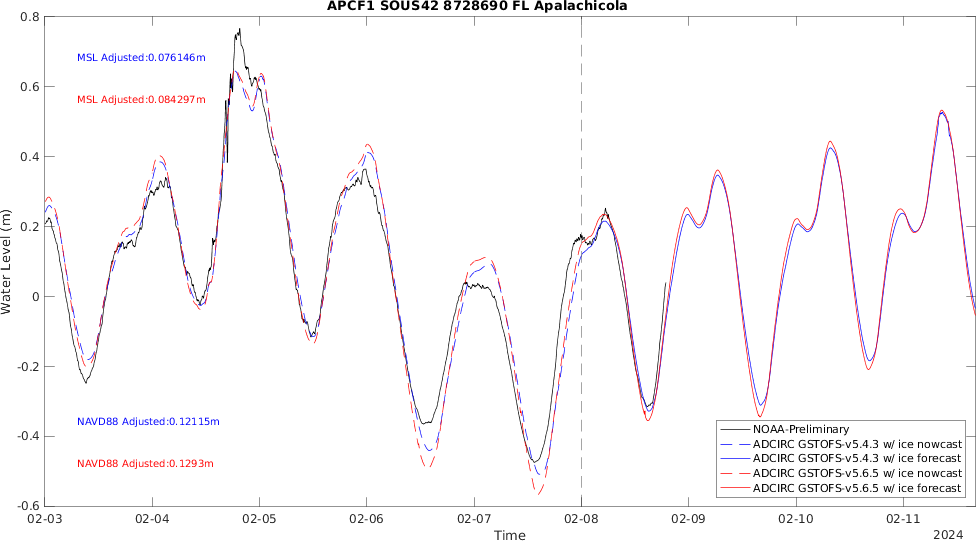 APCF1 SOUS42 8728690 FL Apalachicola
0.8
0.6
0.4
0.2
0
-0.2
-0.4
-0.6
Water Level (m)
MSL Adjusted:0.076146m
MSL Adjusted:0.084297m
NAVD88 Adjusted:0.12115m
NAVD88 Adjusted:0.1293m
NOAA-Preliminary
ADCIRC GSTOFS-v5.4.3 w/ ice nowcast
ADCIRC GSTOFS-v5.4.3 w/ ice forecast
ADCIRC GSTOFS-v5.6.5 w/ ice nowcast
ADCIRC GSTOFS-v5.6.5 w/ ice forecast
02-03 02-04 02-05 02-06 02-07 02-08 02-09 02-10 02-11
Time
2024